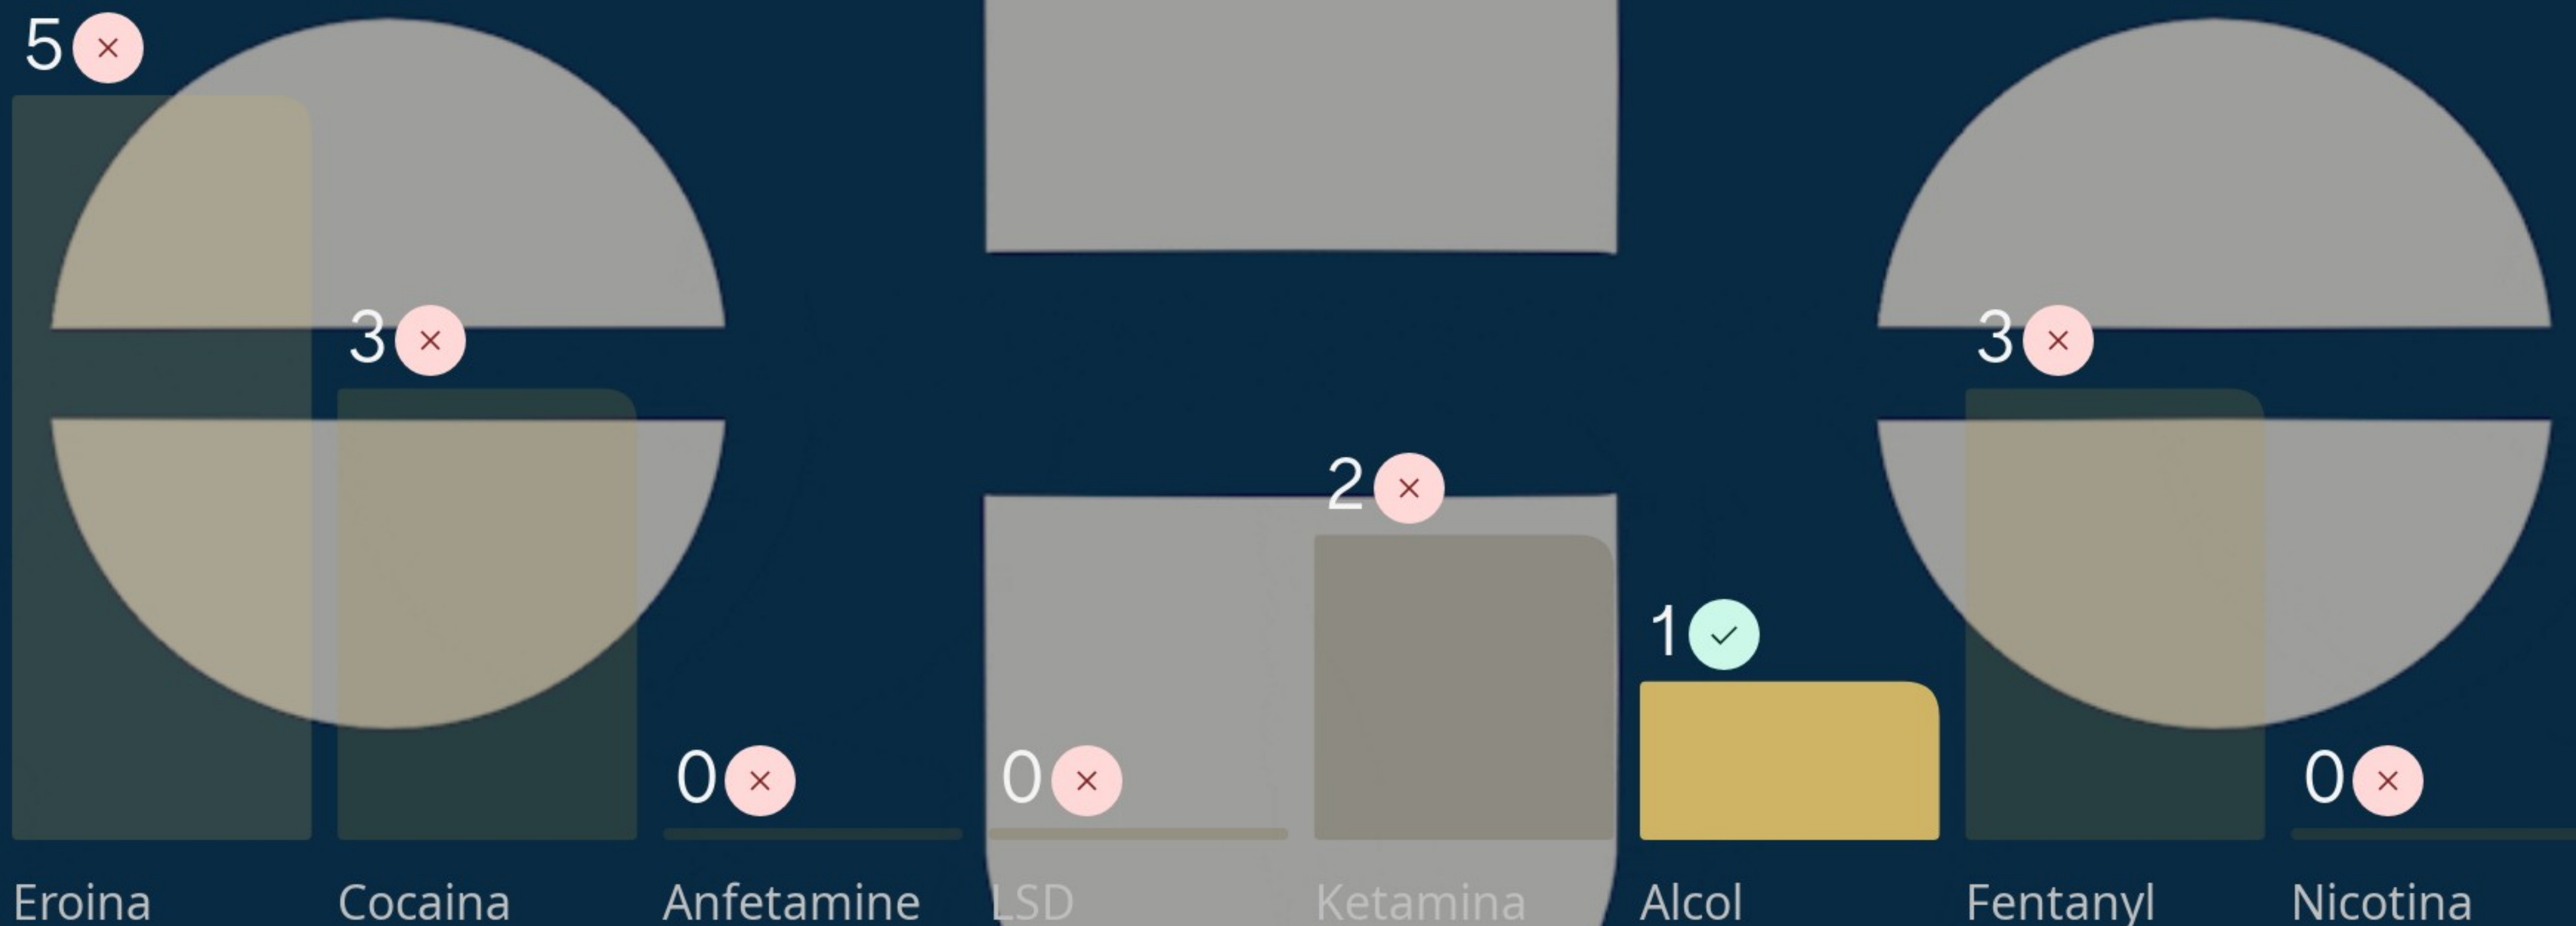 5
3
3
2
1
0
0
0
Eroina
Cocaina
Anfetamine
LSD
Ketamina
Alcol
Fentanyl
Nicotina